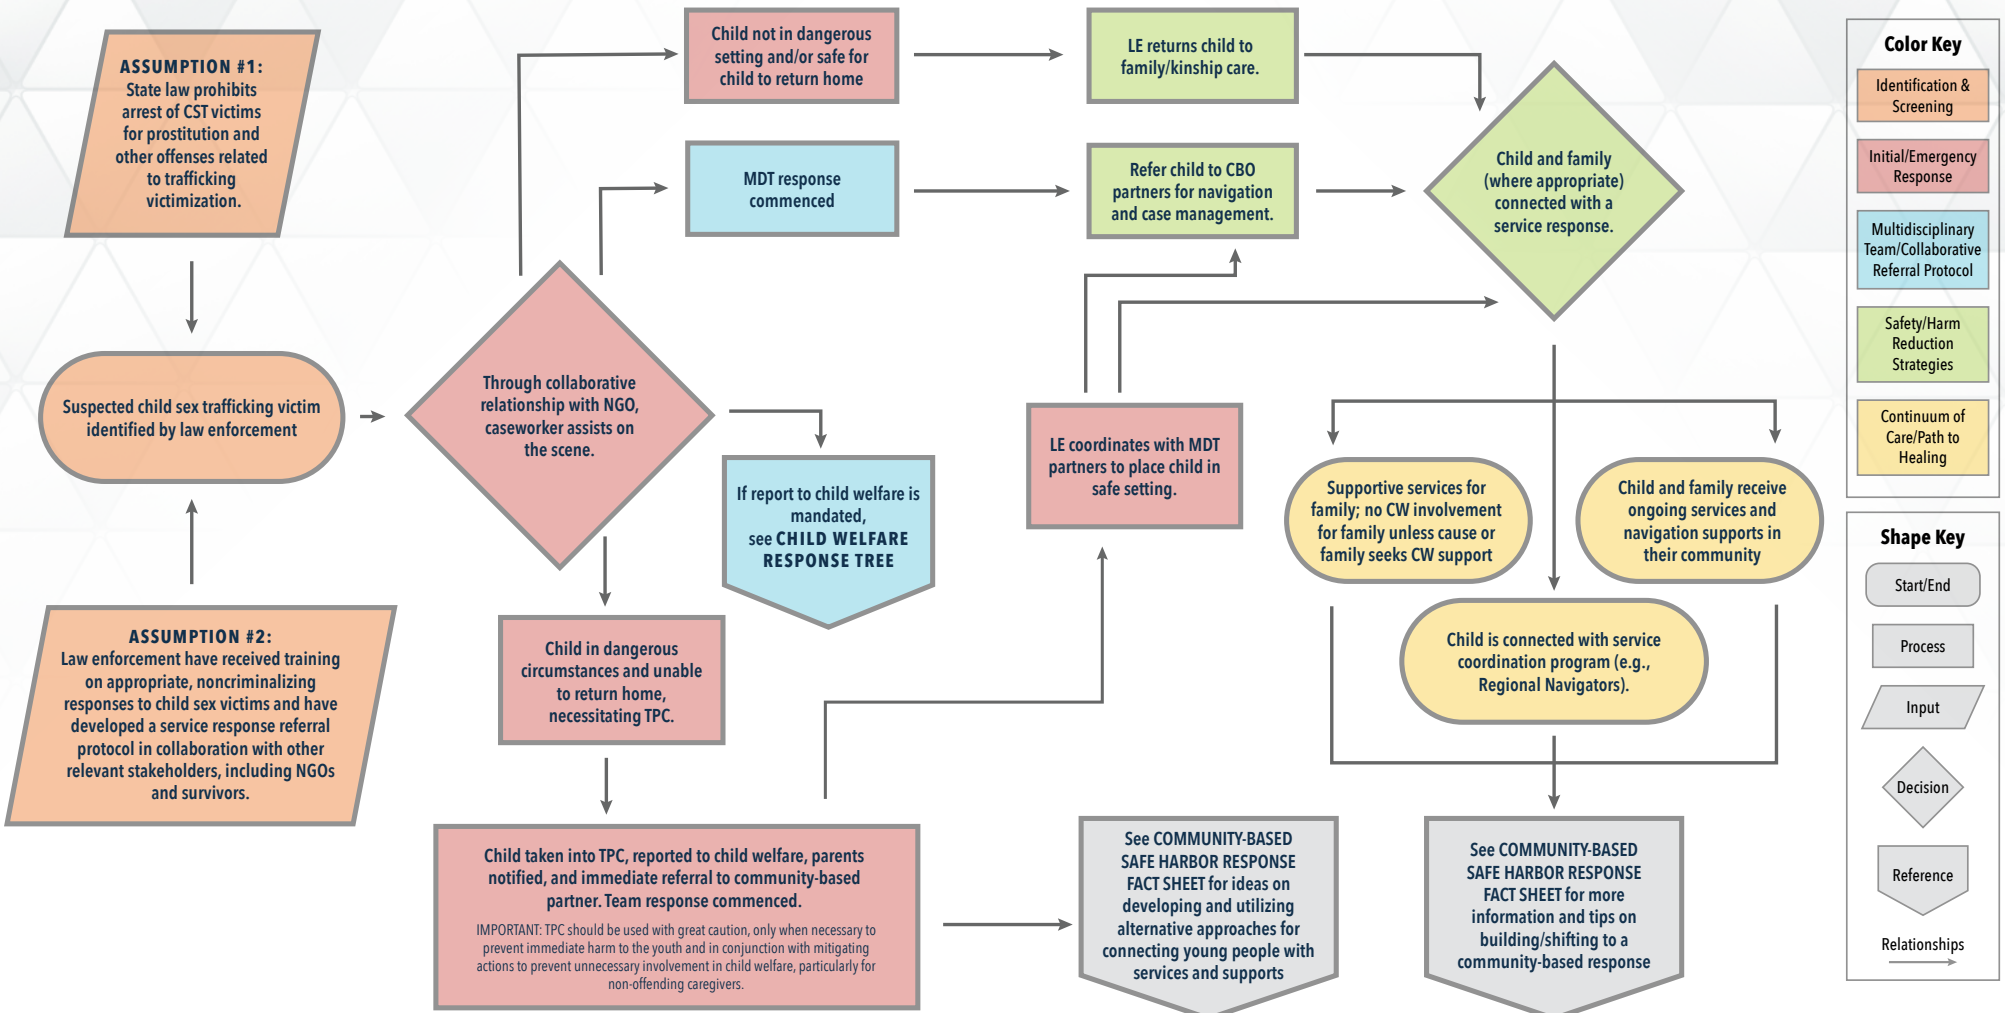 ASSUMPTION #1:
State law prohibits
arrest of CST victims
for prostitution and
other offenses related
to trafficking
victimization.
Suspected child sex trafficking victim
identified by law enforcement
ASSUMPTION #2:
Law enforcement have received training
on appropriate, noncriminalizing
responses to child sex victims and have
developed a service response referral
protocol in collaboration with other
relevant stakeholders, including NGOs
and survivors.
Through collaborative
relationship with NGO,
caseworker assists on
the scene.
Child not in dangerous
setting and/or safe for
child to return home
MDT response
commenced
If report to child welfare is
mandated,
see CHILD WELFARE
RESPONSE TREE
Child in dangerous
circumstances and unable
to return home,
necessitating TPC.
Child taken into TPC, reported to child welfare, parents
notified, and immediate referral to community-based
partner. Team response commenced.
IMPORTANT: TPC should be used with great caution, only when necessary to
prevent immediate harm to the youth and in conjunction with mitigating
actions to prevent unnecessary involvement in child welfare, particularly for
non-offending caregivers.
LE returns child to
family/kinship care.
Refer child to CBO
partners for navigation
and case management.
LE coordinates with MDT
partners to place child in
safe setting.
See COMMUNITY-BASED
SAFE HARBOR RESPONSE
FACT SHEET for ideas on
developing and utilizing
alternative approaches for
connecting young people with
services and supports
Child and family
(where appropriate)
connected with a
service response.
Supportive services for
family; no CW involvement
for family unless cause or
family seeks CW support
Child and family receive
ongoing services and
navigation supports in
their community
Child is connected with service
coordination program (e.g.,
Regional Navigators).
See COMMUNITY-BASED
SAFE HARBOR RESPONSE
FACT SHEET for more
information and tips on
building/shifting to a
community-based response
Color Key
Identification &
Screening
Initial/Emergency
Response
Multidisciplinary
Team/Collaborative
Referral Protocol
Safety/Harm
Reduction
Strategies
Continuum of
Care/Path to
Healing
Shape Key
Start/End
Process
Input
Decision
Reference
Relationships